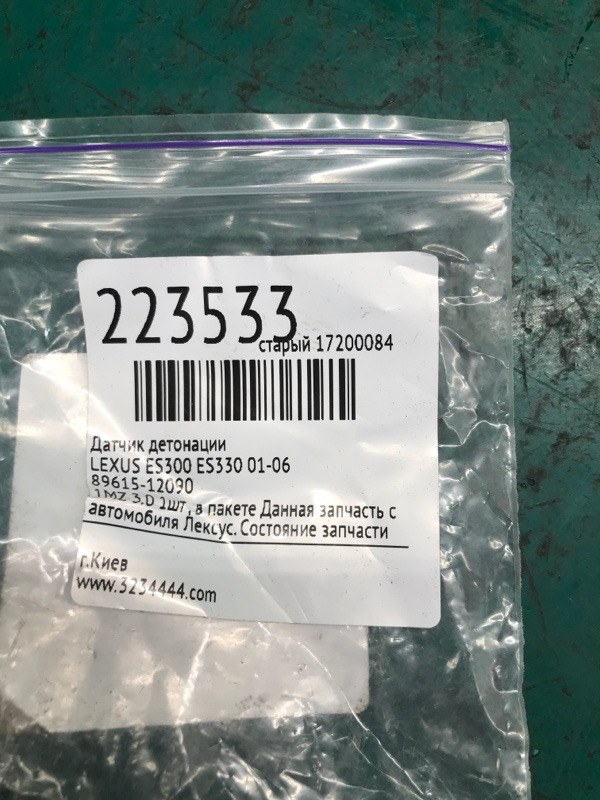 223533
старый 17200084
Датчик детонации
LEXUS ES300 ES330 01-06
89615-12090
1MZ 3.0 1шт, в пакете Данная запчасть с
автомобиля Лексус. Состояние запчасти
г.Киев
www.3234444.com